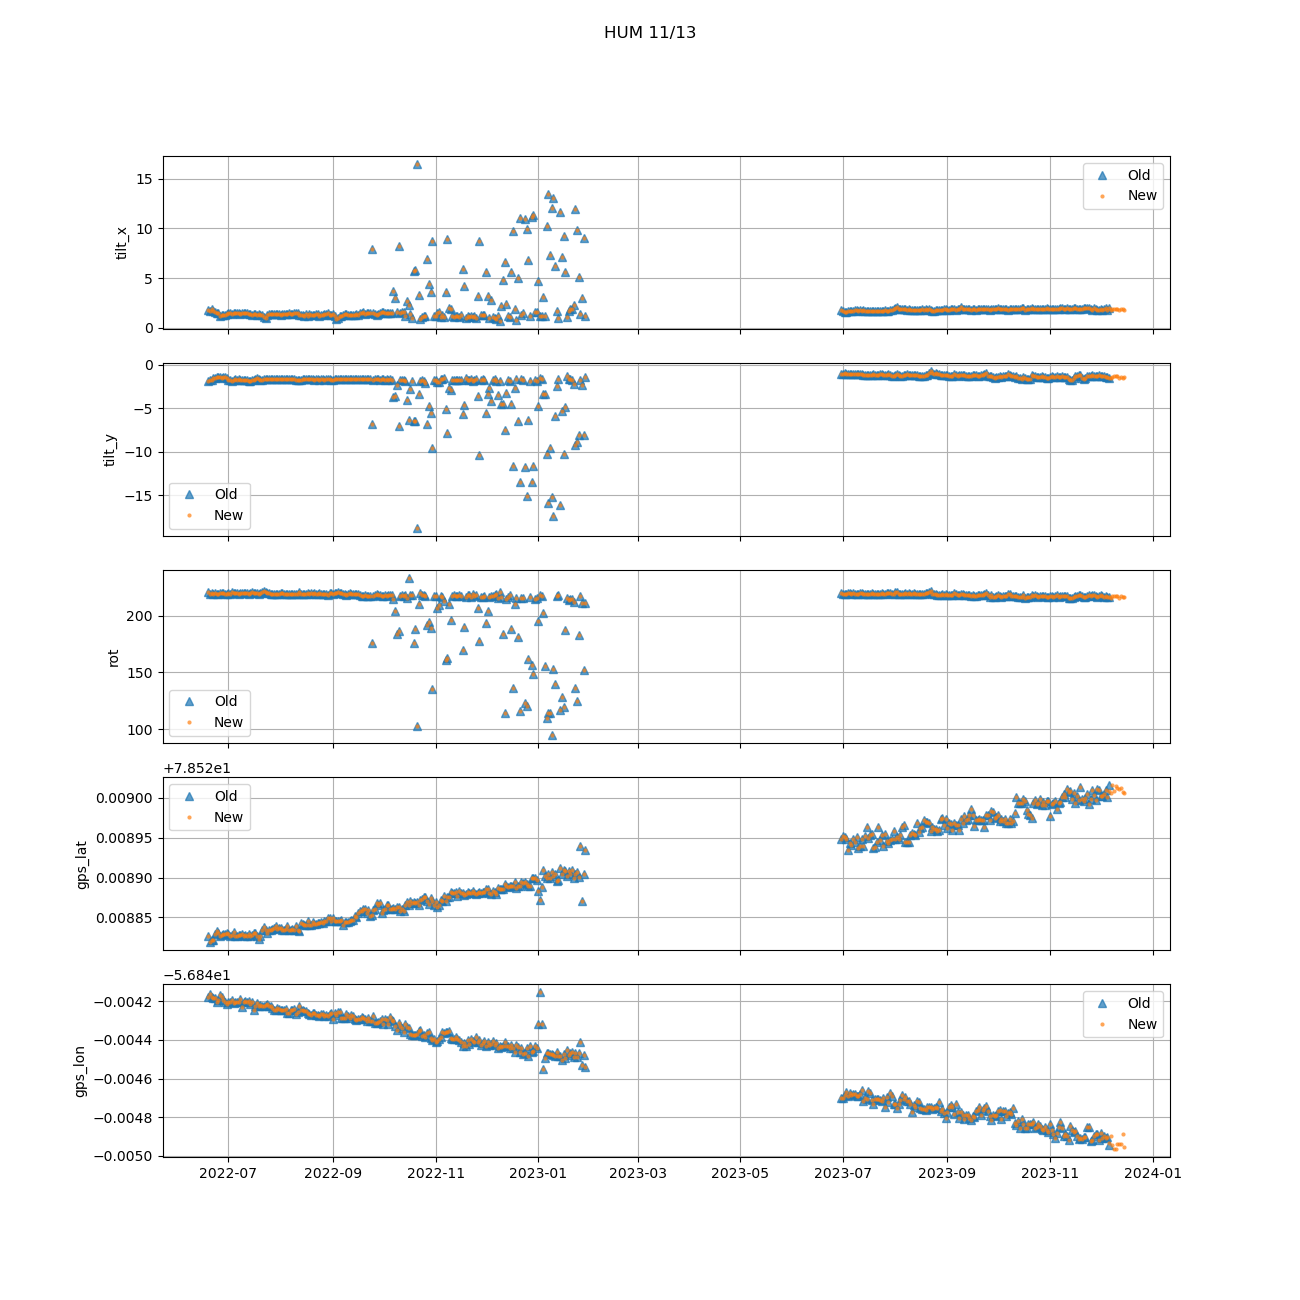 HUM 11/13
tilt_x
15
10
5
0
Old
New
tilt_y
0
−5
−10
−15
Old
New
rot
200
150
100
Old
New
+7.852e1
gps_lat
0.00900
0.00895
0.00890
0.00885
Old
New
−5.684e1
gps_lon
−0.0042
−0.0044
−0.0046
−0.0048
−0.0050
Old
New
2022-07 2022-09 2022-11 2023-01 2023-03 2023-05 2023-07 2023-09 2023-11 2024-01